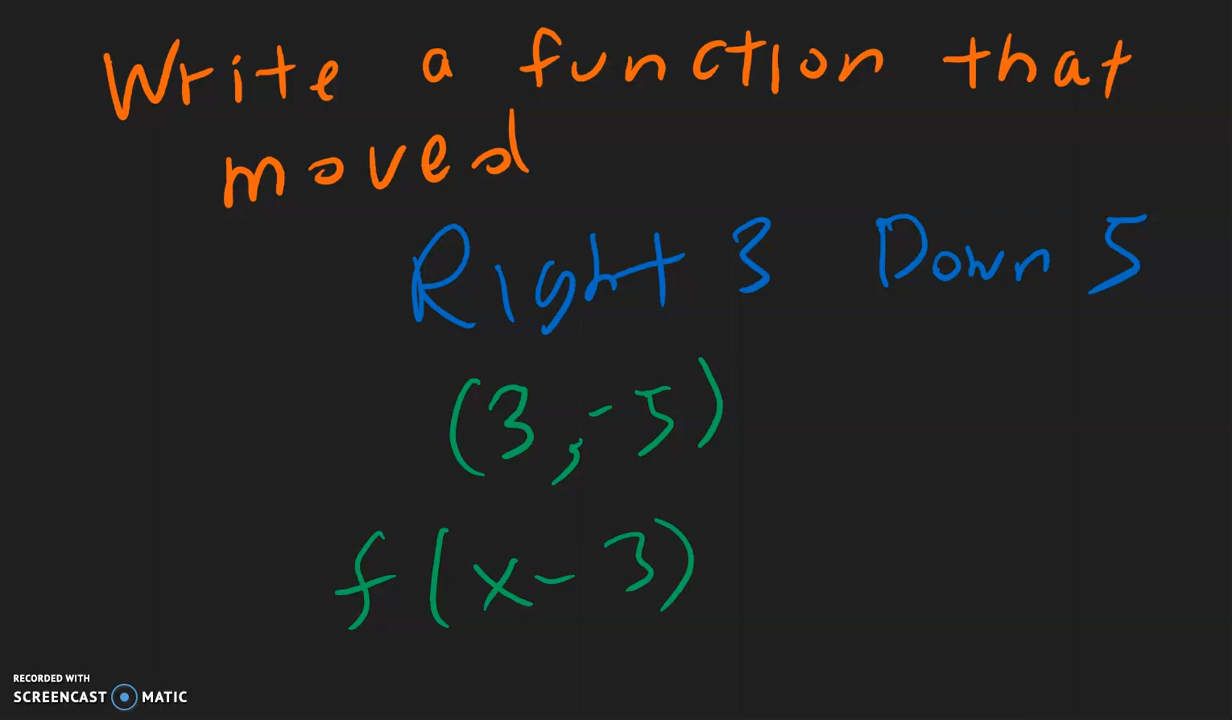 Write a function that
moved
Right 3 Down 5
(3,-5)
f(x-3)
RECORDED WITH
SCREENCAST MATIC